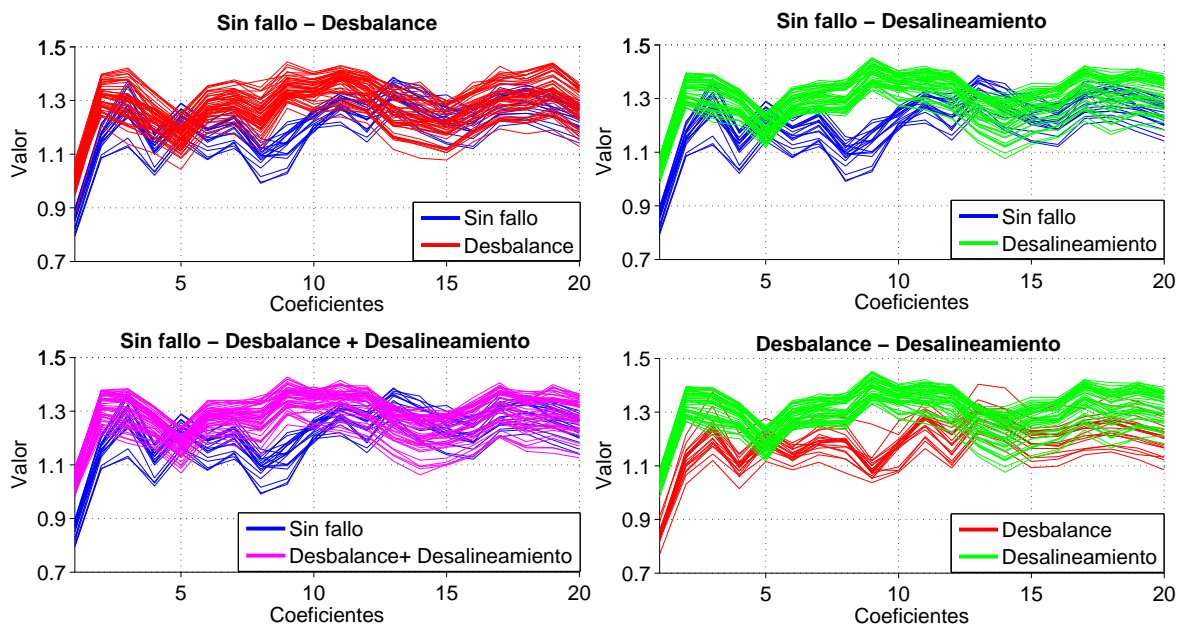 Sin fallo − Desbalance
1.5
1.3
1.1
0.9
0.7
Valor
5
10
15
20
Coeficientes
Sin fallo
Desbalance
Sin fallo − Desalineamiento
1.5
1.3
1.1
0.9
0.7
Valor
5
10
15
20
Coeficientes
Sin fallo
Desalineamiento
Sin fallo − Desbalance + Desalineamiento
1.5
1.3
1.1
0.9
0.7
Valor
5
10
15
20
Coeficientes
Sin fallo
Desbalance+ Desalineamiento
Desbalance − Desalineamiento
1.5
1.3
1.1
0.9
0.7
Valor
5
10
15
20
Coeficientes
Desbalance
Desalineamiento